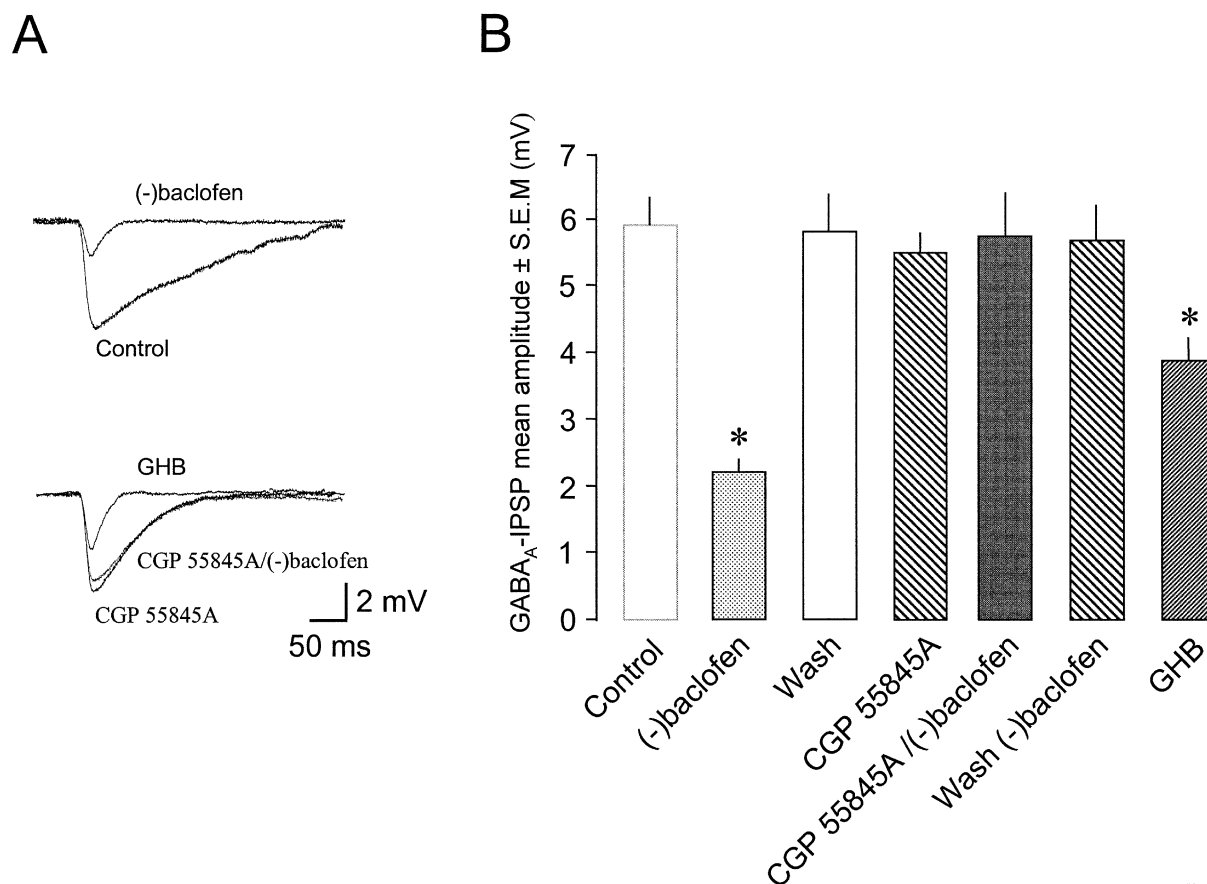 A
B
(-)baclofen
Control
GHB
CGP 55845A/(-)baclofen
CGP 55845A
2 mV
50 ms
GABAA-IPSP mean amplitude ± S.E.M (mV)
7
6
5
4
3
2
1
0
*
*
Control
(-)baclofen
Wash
CGP 55845A
CGP 55845A /(-)baclofen
Wash (-)baclofen
GHB